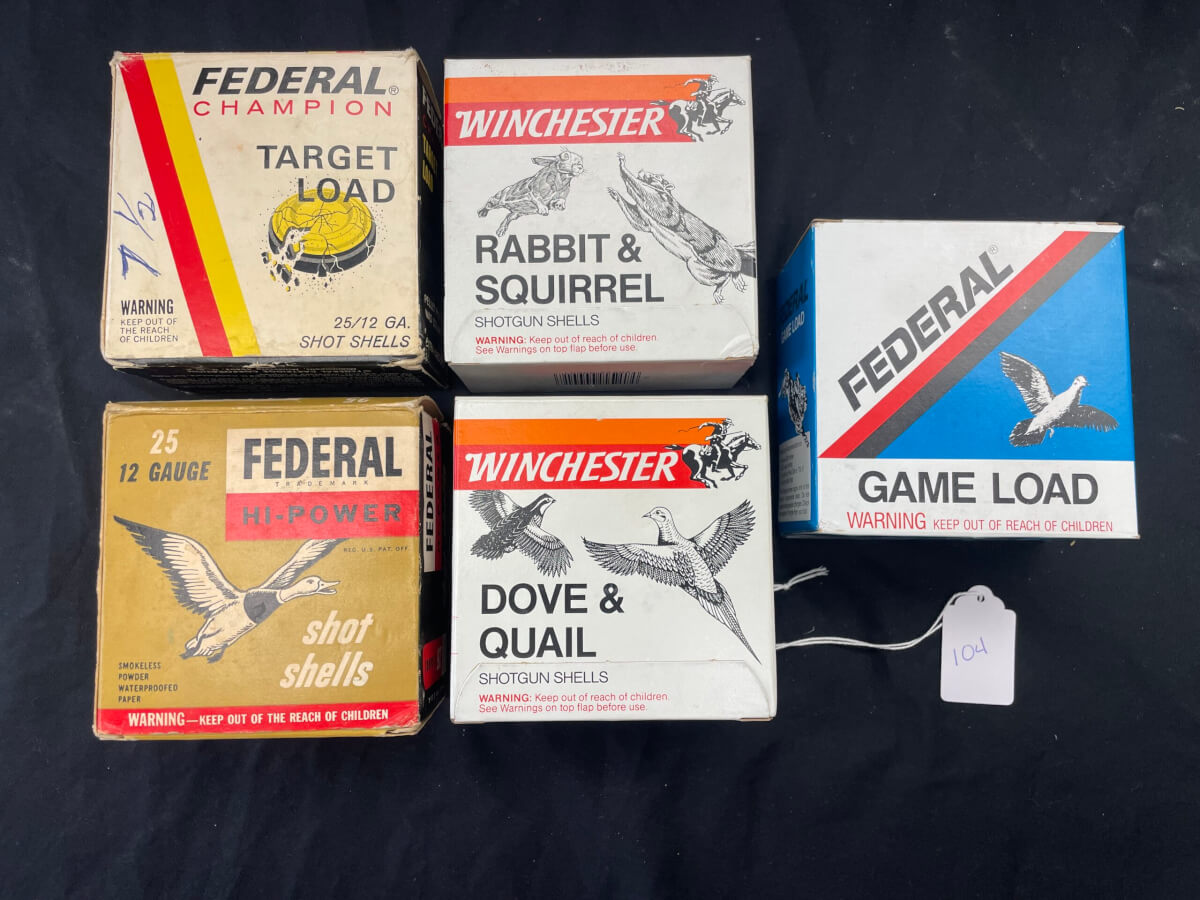 FEDERAL®
CHAMPION
TARGET
LOAD
7 1/2
WARNING
KEEP OUT OF
THE REACH
OF CHILDREN
25/12 GA.
SHOT SHELLS
WINCHESTER
RABBIT &
SQUIRREL
SHOTGUN SHELLS
WARNING: Keep out of reach of children.
See Warnings on top flap before use.
FEDERAL
GAME LOAD
FEDERAL®
GAME LOAD
WARNING KEEP OUT OF REACH OF CHILDREN
25
12 GAUGE
FEDERAL
TRADEMARK
HI-POWER
REG. U.S. PAT. OFF.
shot
shells
SMOKELESS
POWDER
WATERPROOFED
PAPER
WARNING—KEEP OUT OF THE REACH OF CHILDREN
FEDERAL
WINCHESTER
DOVE &
QUAIL
SHOTGUN SHELLS
WARNING: Keep out of reach of children.
See Warnings on top flap before use.
104